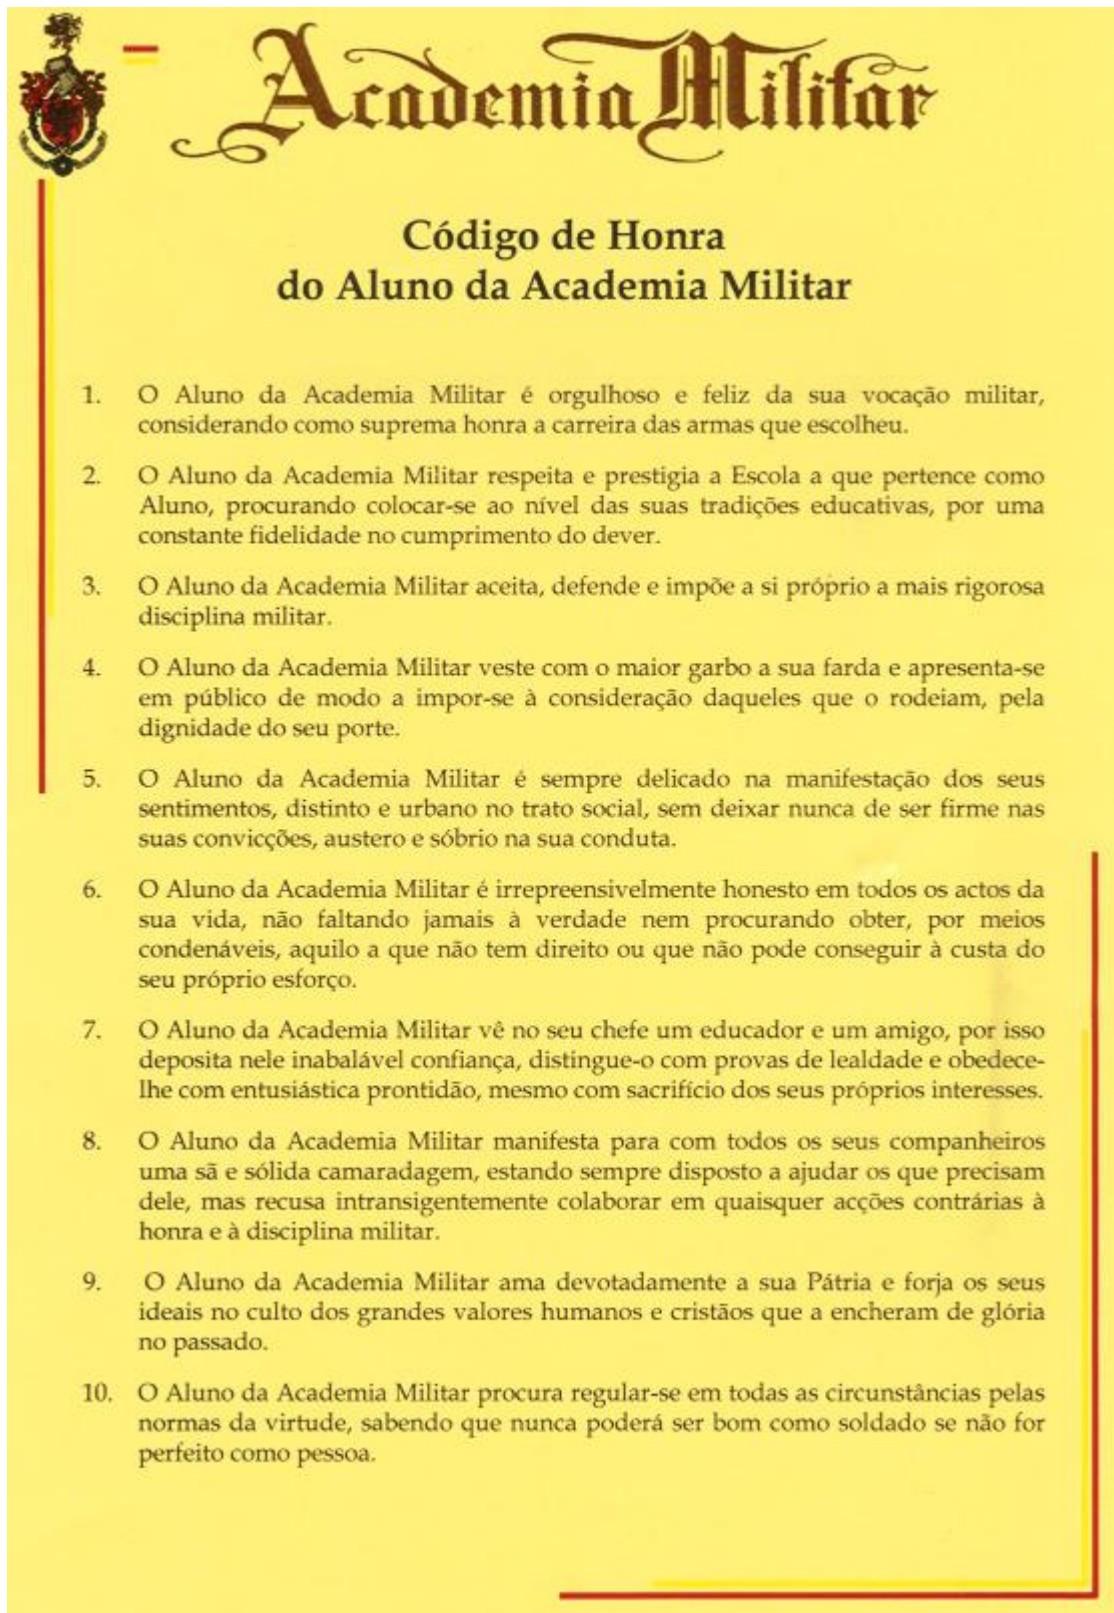 Academia Militar
Código de Honra
do Aluno da Academia Militar
1. O Aluno da Academia Militar é orgulhoso e feliz da sua vocação militar,
considerando como suprema honra a carreira das armas que escolheu.
2. O Aluno da Academia Militar respeita e prestigia a Escola a que pertence como
Aluno, procurando colocar-se ao nível das suas tradições educativas, por uma
constante fidelidade no cumprimento do dever.
3. O Aluno da Academia Militar aceita, defende e impõe a si próprio a mais rigorosa
disciplina militar.
4. O Aluno da Academia Militar veste com o maior garbo a sua farda e apresenta-se
em público de modo a impor-se à consideração daqueles que o rodeiam, pela
dignidade do seu porte.
5. O Aluno da Academia Militar é sempre delicado na manifestação dos seus
sentimentos, distinto e urbano no trato social, sem deixar nunca de ser firme nas
suas convicções, austero e sóbrio na sua conduta.
6. O Aluno da Academia Militar é irrepreensivelmente honesto em todos os actos da
sua vida, não faltando jamais à verdade nem procurando obter, por meios
condenáveis, aquilo a que não tem direito ou que não pode conseguir à custa do
seu próprio esforço.
7. O Aluno da Academia Militar vê no seu chefe um educador e um amigo, por isso
deposita nele inabalável confiança, distingue-o com provas de lealdade e obedece-
lhe com entusiástica prontidão, mesmo com sacrifício dos seus próprios interesses.
8. O Aluno da Academia Militar manifesta para com todos os seus companheiros
uma sã e sólida camaradagem, estando sempre disposto a ajudar os que precisam
dele, mas recusa intransigentemente colaborar em quaisquer acções contrárias à
honra e à disciplina militar.
9. O Aluno da Academia Militar ama devotadamente a sua Pátria e forja os seus
ideais no culto dos grandes valores humanos e cristãos que a encheram de glória
no passado.
10. O Aluno da Academia Militar procura regular-se em todas as circunstâncias pelas
normas da virtude, sabendo que nunca poderá ser bom como soldado se não for
perfeito como pessoa.